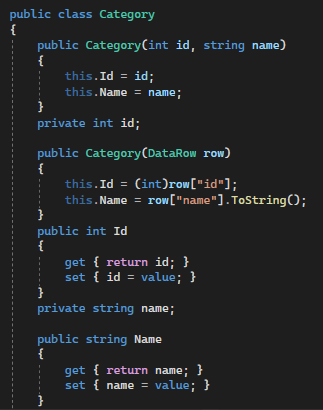 public class Category
{
public Category(int id, string name)
{
this.Id = id;
this.Name = name;
}
private int id;
public Category(DataRow row)
{
this.Id = (int)row["id"];
this.Name = row["name"].ToString();
}
public int Id
{
get { return id; }
set { id = value; }
}
private string name;
public string Name
{
get { return name; }
set { name = value; }
}